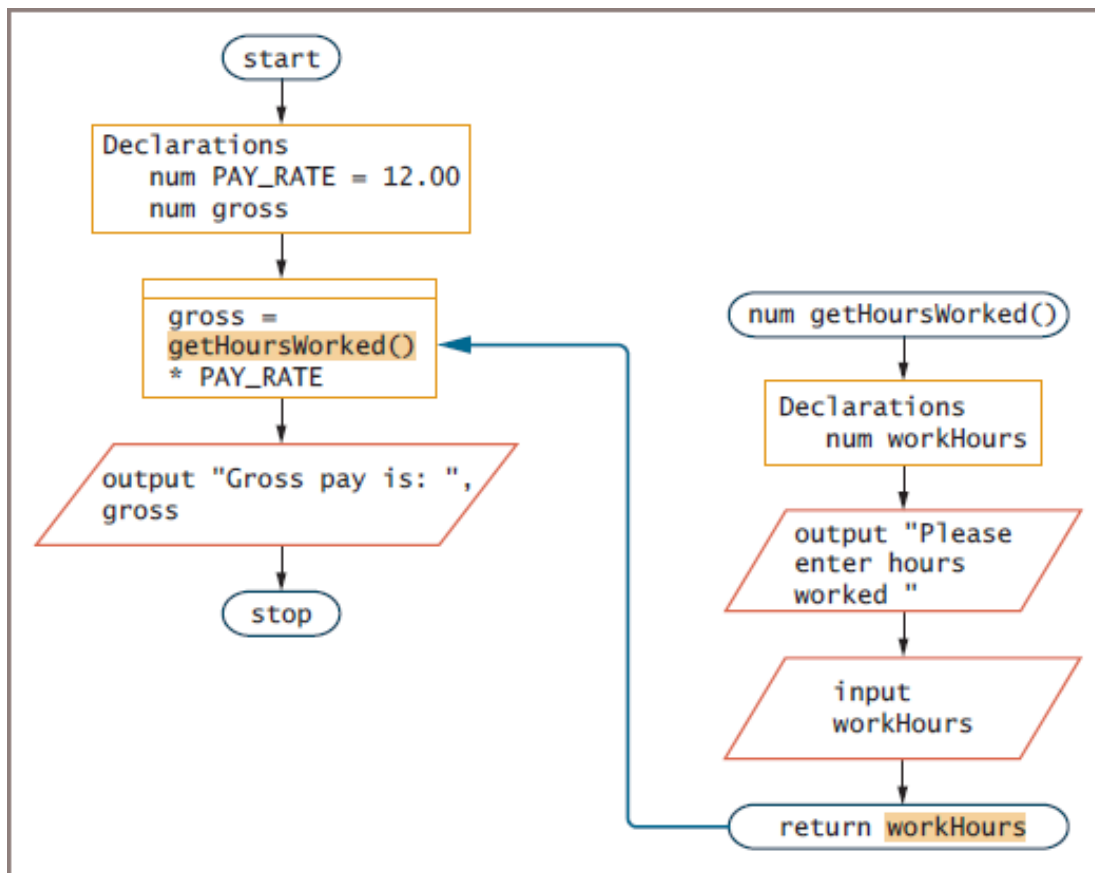 start
Declarations
num PAY_RATE = 12.00
num gross
gross =
getHoursWorked()
* PAY_RATE
output "Gross pay is: ",
gross
stop
num getHoursWorked()
Declarations
num workHours
output "Please
enter hours
worked "
input
workHours
return workHours